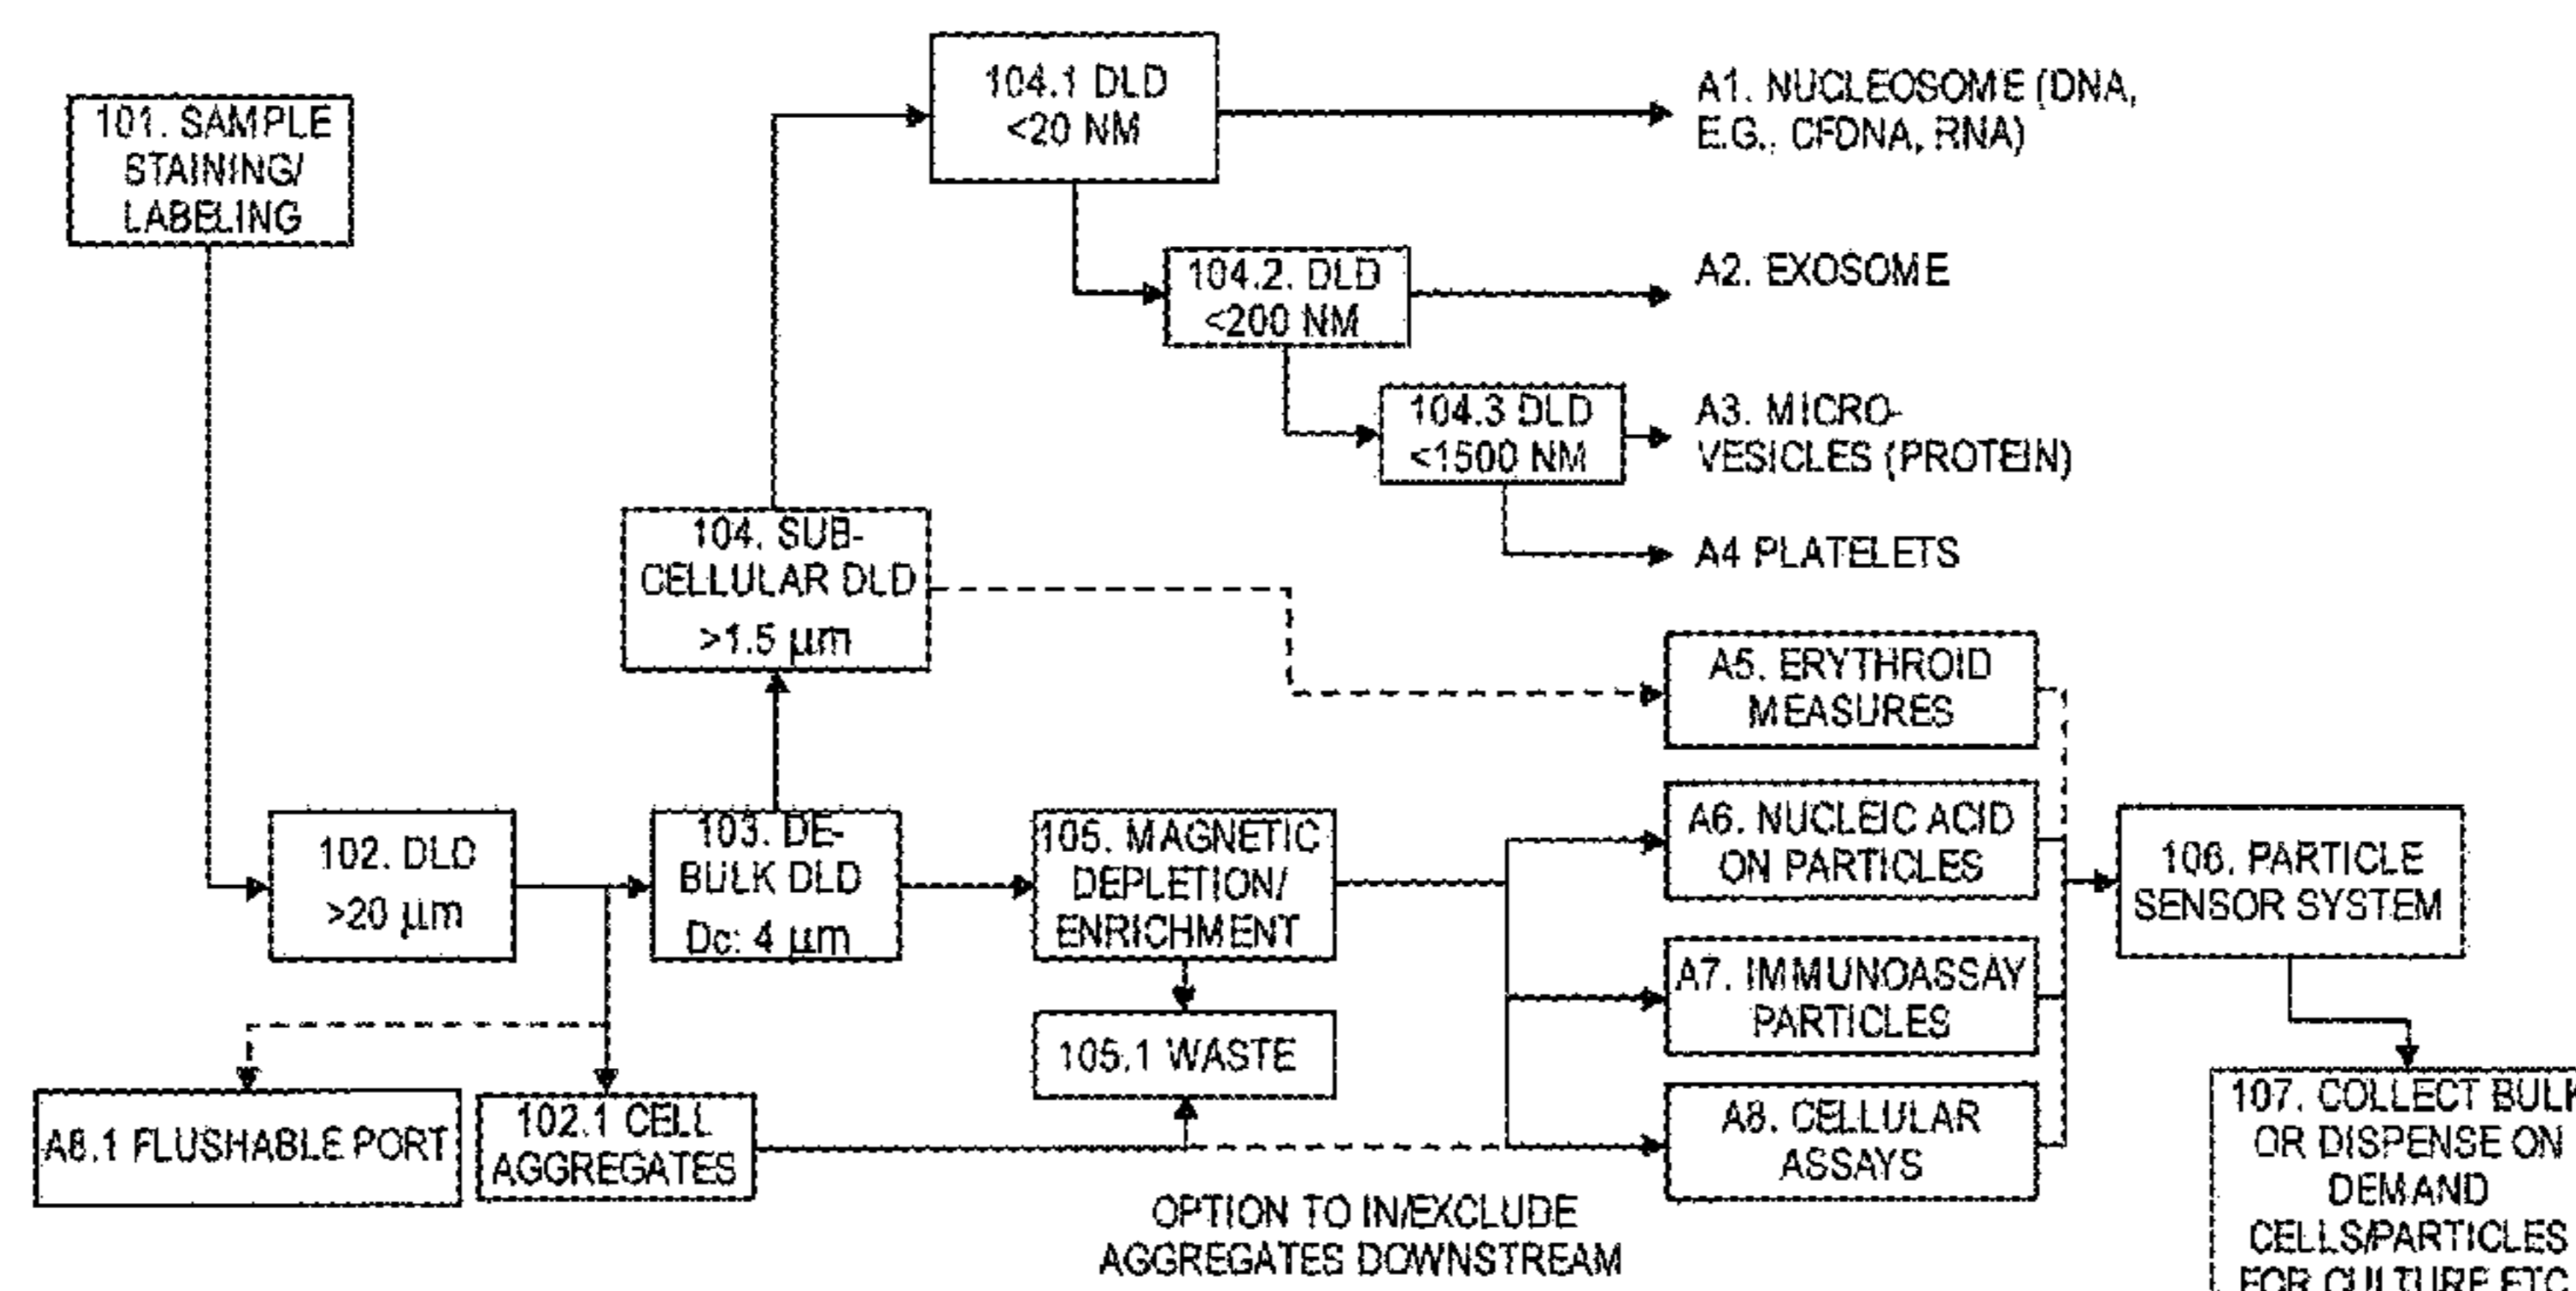 101. SAMPLE
STAINING/
LABELING
104.1 DLD
<20 NM
A1. NUCLEOSOME (DNA,
E.G., CFDNA, RNA)
104.2. DLD
<200 NM
A2. EXOSOME
104.3 DLD
<1500 NM
A3. MICRO-
VESICLES (PROTEIN)
A4 PLATELETS
104. SUB-
CELLULAR DLD
>1.5 μm
A5. ERYTHROID
MEASURES
102. DLD
>20 μm
103. DE-
BULK DLD
Dc: 4 μm
105. MAGNETIC
DEPLETION/
ENRICHMENT
A6. NUCLEIC ACID
ON PARTICLES
106. PARTICLE
SENSOR SYSTEM
A7. IMMUNOASSAY
PARTICLES
105.1 WASTE
A8.1 FLUSHABLE PORT
102.1 CELL
AGGREGATES
A8. CELLULAR
ASSAYS
OPTION TO IN/EXCLUDE
AGGREGATES DOWNSTREAM
107. COLLECT BULK
OR DISPENSE ON
DEMAND
CELLS/PARTICLES
FOR CULTURE ETC